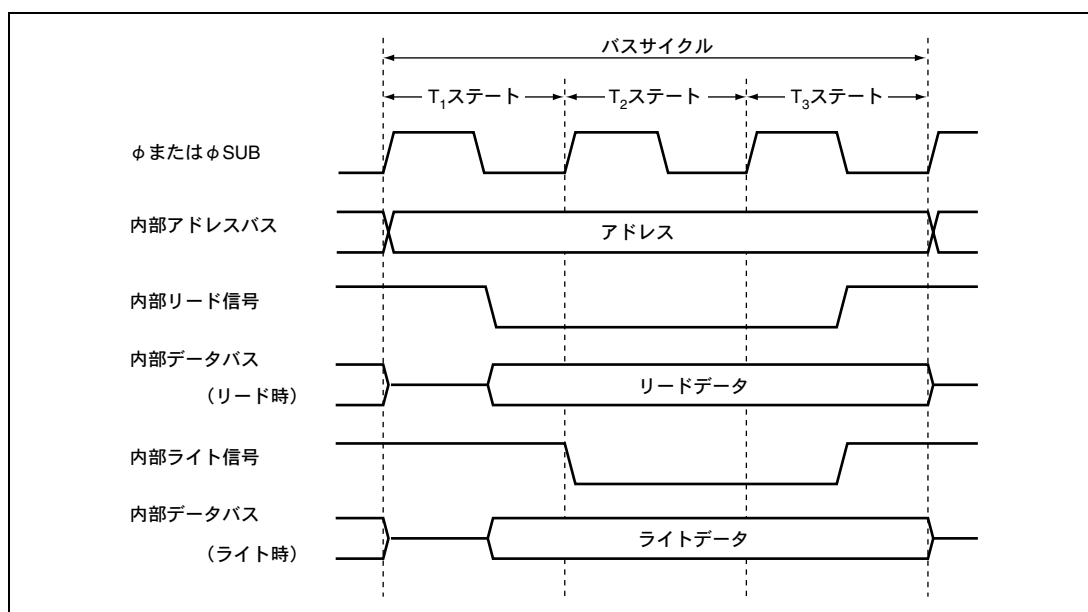 バスサイクル
T1ステート T2ステート T3ステート
φまたはφSUB
内部アドレスバス アドレス
内部リード信号
内部データバス
（リード時） リードデータ
内部ライト信号
内部データバス
（ライト時） ライトデータ